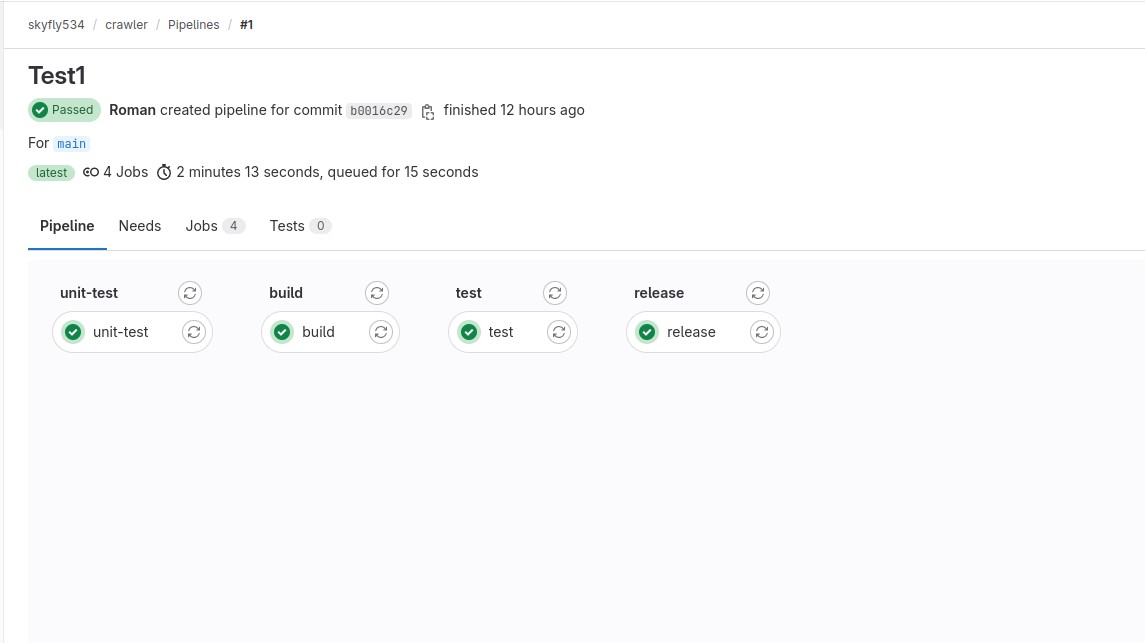 skyfly534 / crawler / Pipelines / #1
Test1
Passed Roman created pipeline for commit b0016c29 finished 12 hours ago
For main
latest 4 Jobs 2 minutes 13 seconds, queued for 15 seconds
Pipeline Needs Jobs 4 Tests 0
unit-test build test release
unit-test build test release